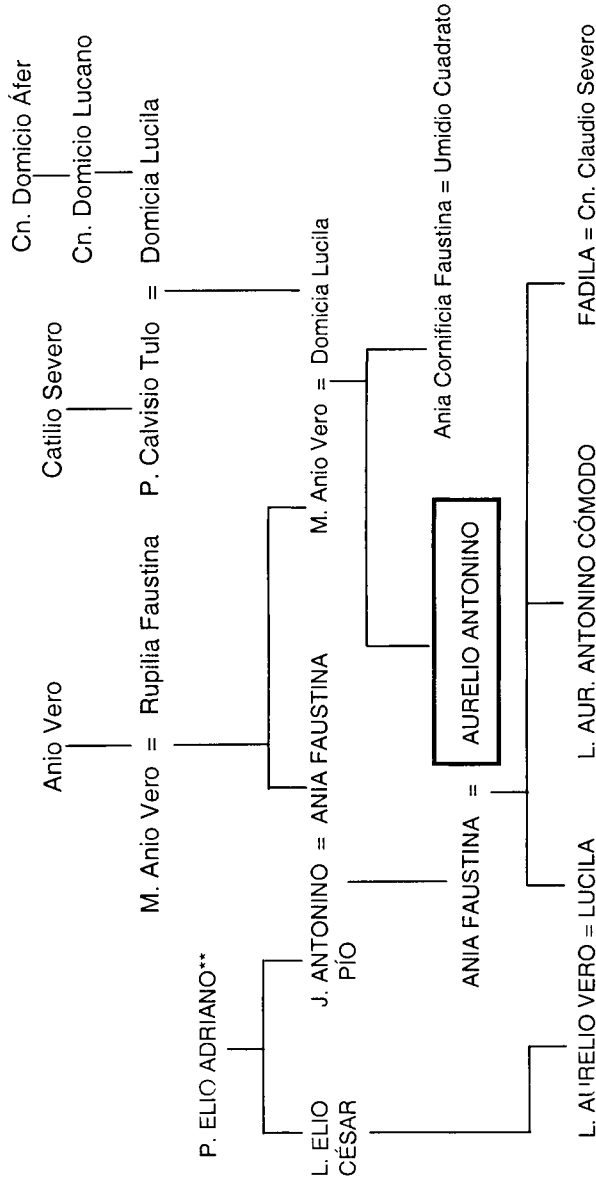 Cn. Domicio Áfer
Cn. Domicio Lucano
Anio Vero
Catilio Severo
M. Anio Vero = Rupilia Faustina
P. Calvisio Tulo = Domicia Lucila
P. ELIO ADRIANO**
L. ELIO CÉSAR
J. ANTONINO PÍO = ANIA FAUSTINA
M. Anio Vero = Domicia Lucila
ANIA FAUSTINA =
AURELIO ANTONINO
Ania Cornificia Faustina = Umidio Cuadrato
L. AURELIO VERO = LUCILA
L. AUR. ANTONINO CÓMODO
FADILA = Cn. Claudio Severo